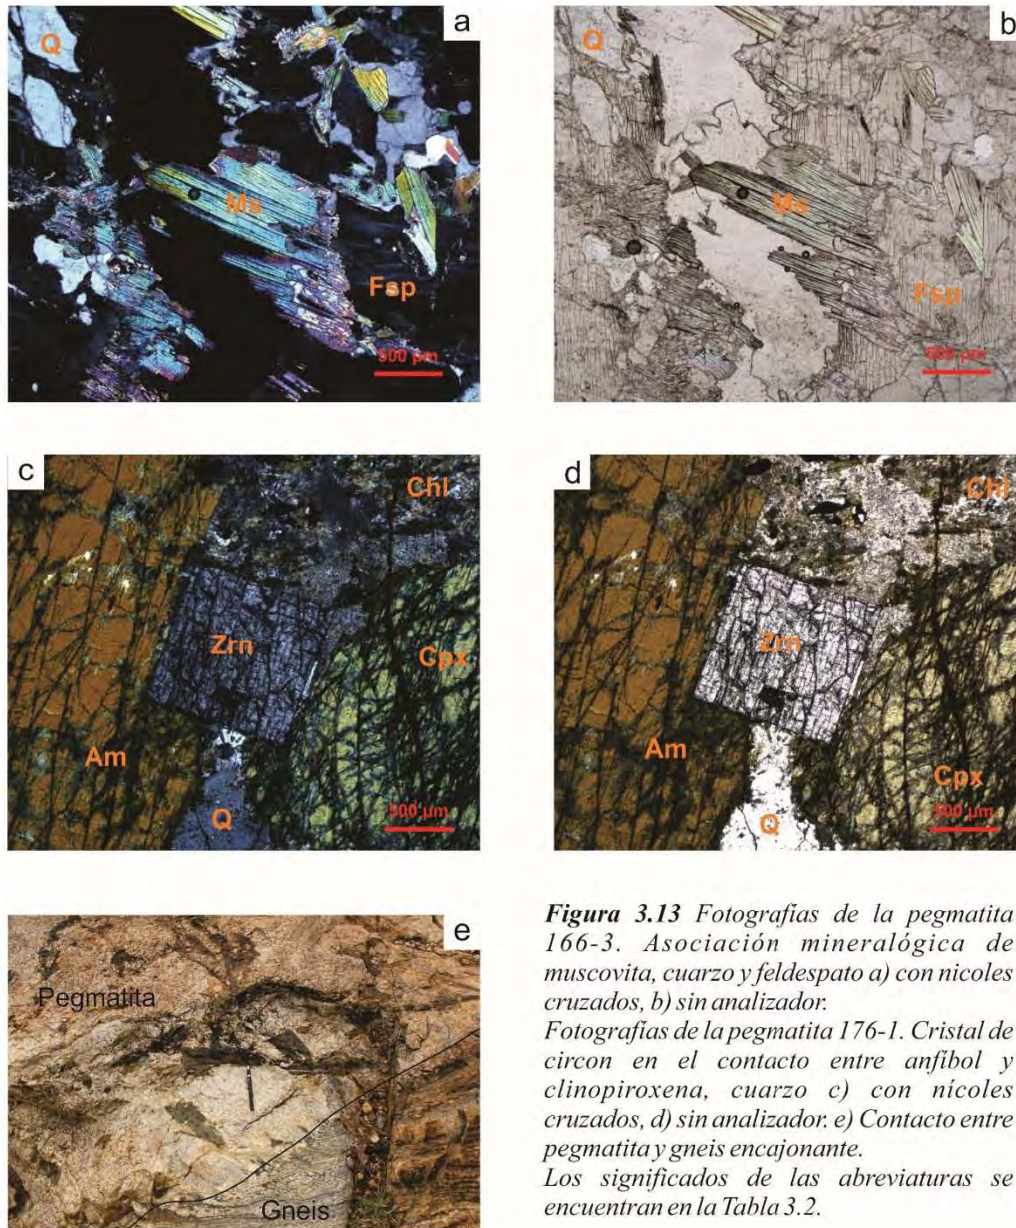 a
Q
Ms
Fsp
500 µm
b
Q
Ms
Fsp
500 µm
c
Chl
Zrn
Cpx
Am
Q
500 µm
d
Chl
Zrn
Am
Cpx
Q
500 µm
e
Pegmatita
Gneis
Figura 3.13 Fotografías de la pegmatita
166-3. Asociación mineralógica de
muscovita, cuarzo y feldespato a) con nicoles
cruzados, b) sin analizador.
Fotografías de la pegmatita 176-1. Cristal de
circon en el contacto entre anfíbol y
clinopiroxena, cuarzo c) con nícoles
cruzados, d) sin analizador. e) Contacto entre
pegmatita y gneis encajonante.
Los significados de las abreviaturas se
encuentran en la Tabla 3.2.